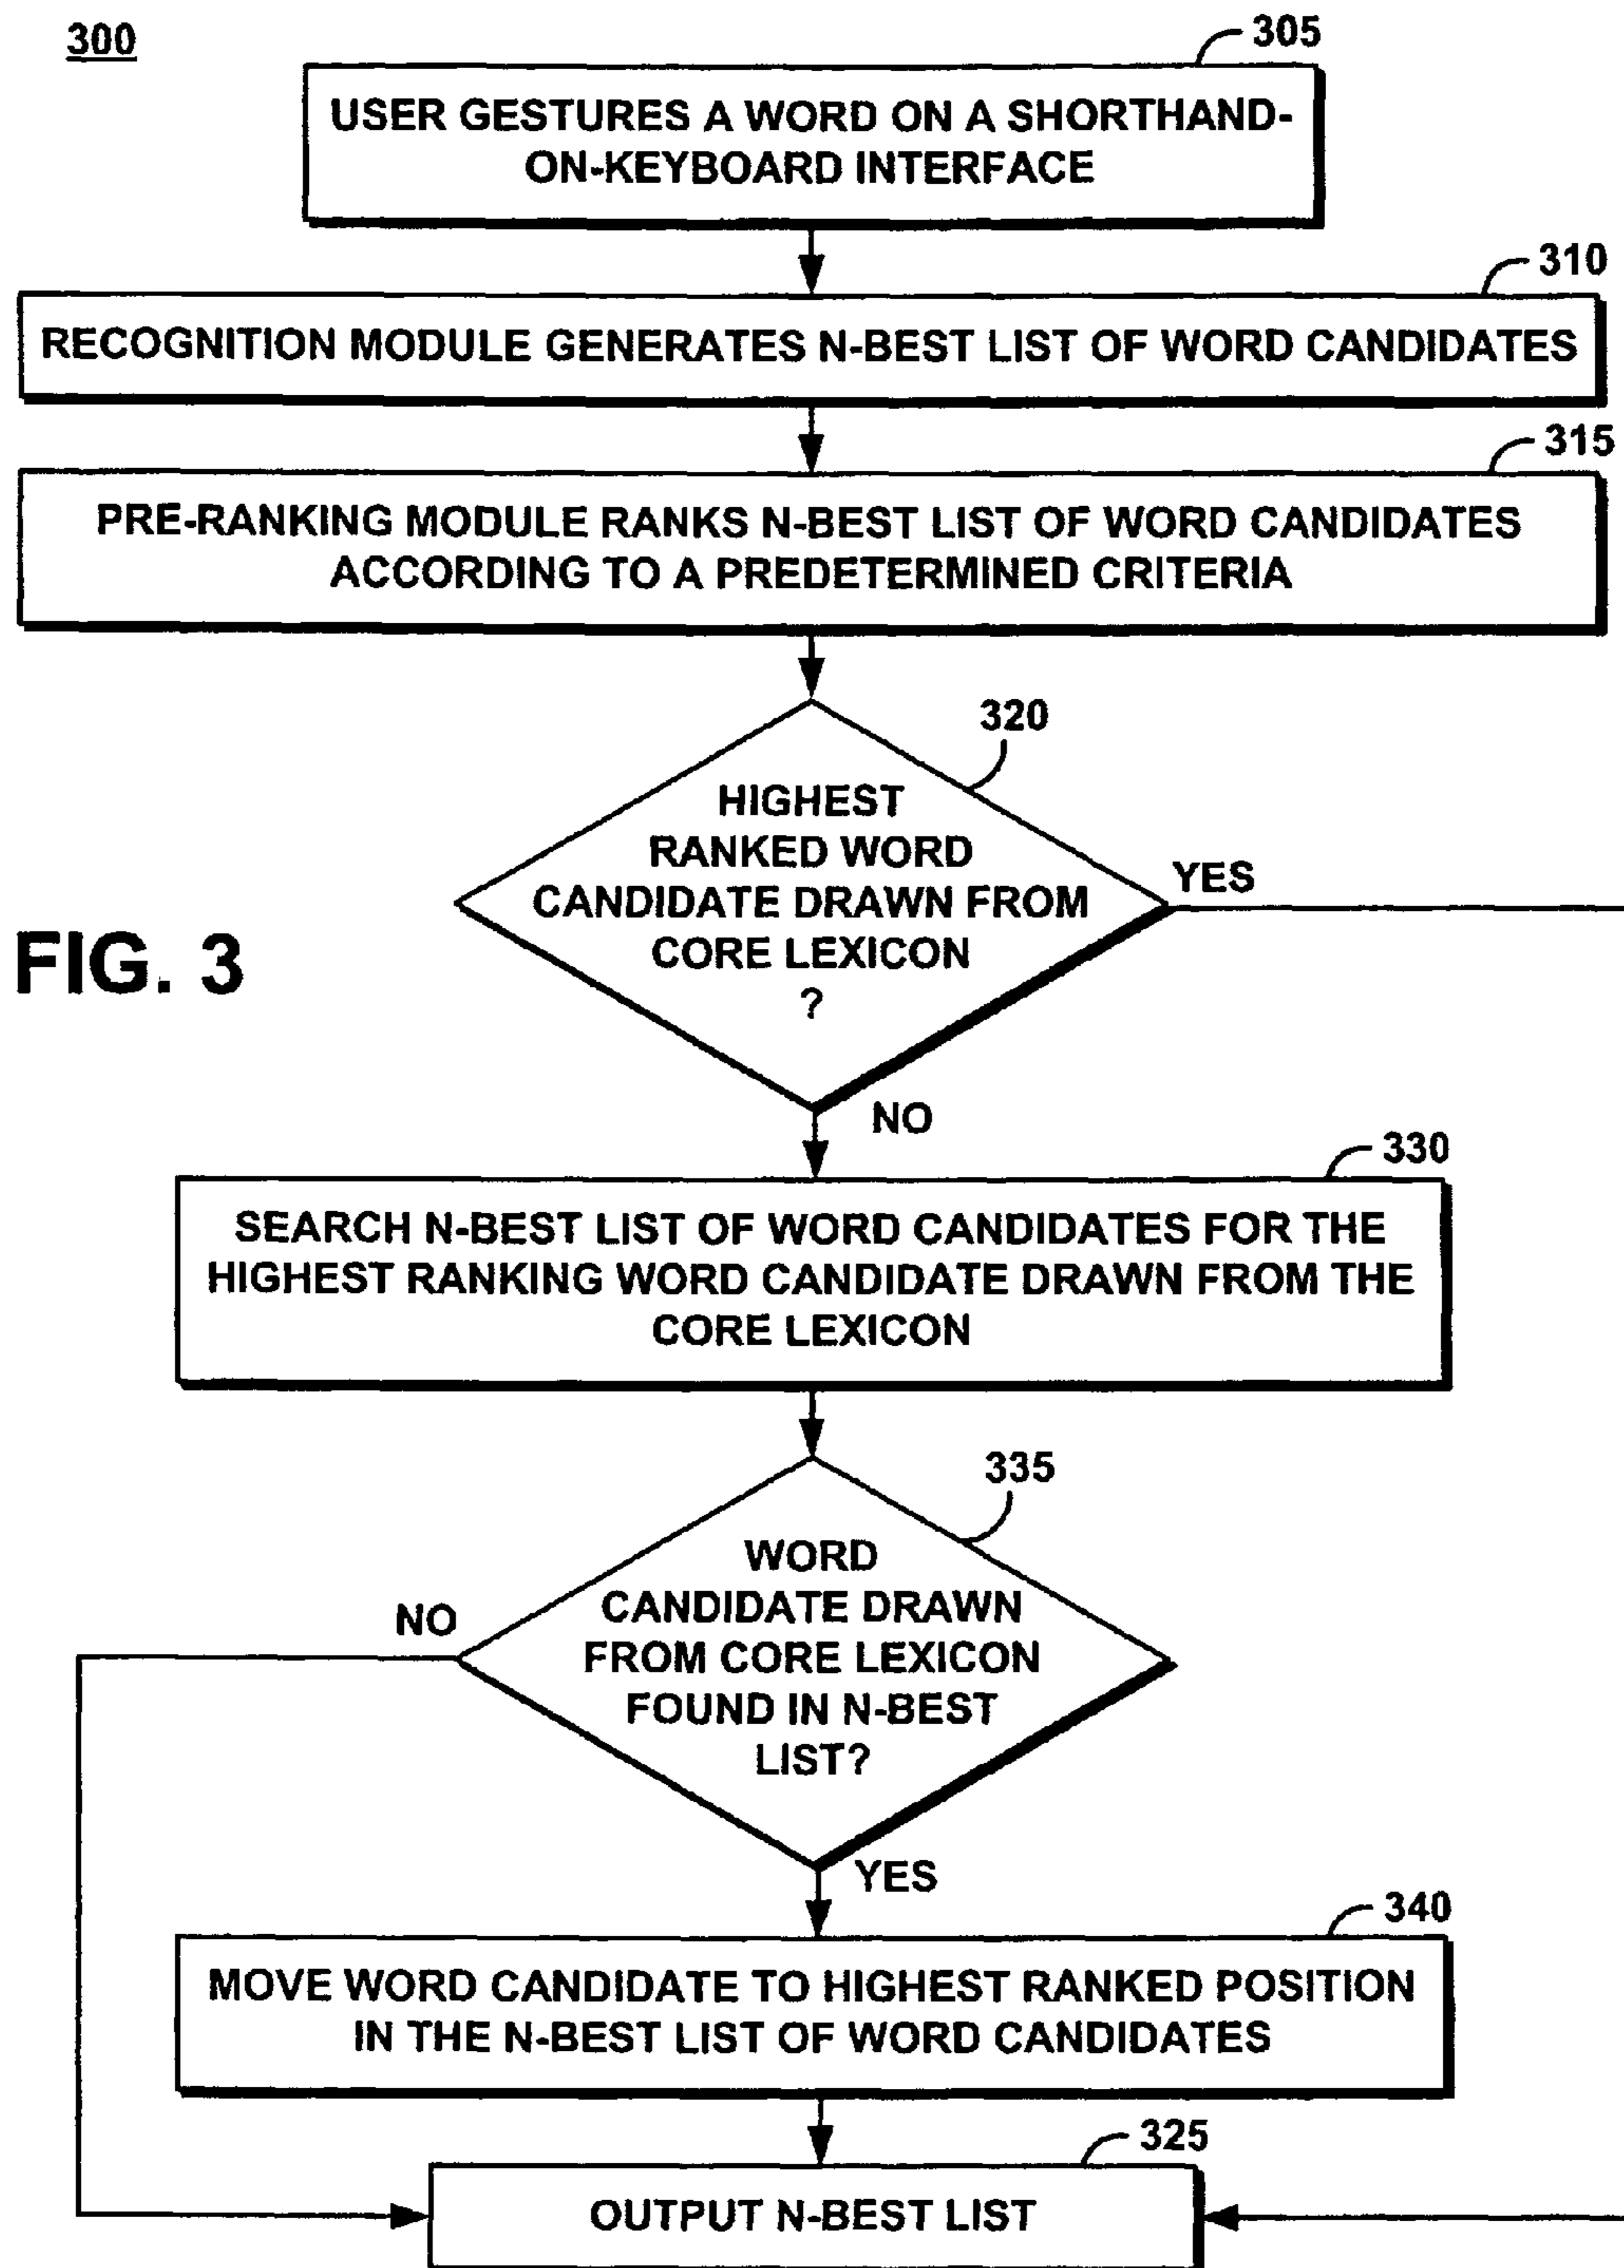 300
305
USER GESTURES A WORD ON A SHORTHAND-
ON-KEYBOARD INTERFACE
310
RECOGNITION MODULE GENERATES N-BEST LIST OF WORD CANDIDATES
315
PRE-RANKING MODULE RANKS N-BEST LIST OF WORD CANDIDATES
ACCORDING TO A PREDETERMINED CRITERIA
320
HIGHEST
RANKED WORD
CANDIDATE DRAWN FROM
CORE LEXICON
?
YES
FIG. 3
NO
330
SEARCH N-BEST LIST OF WORD CANDIDATES FOR THE
HIGHEST RANKING WORD CANDIDATE DRAWN FROM THE
CORE LEXICON
335
WORD
CANDIDATE DRAWN
FROM CORE LEXICON
FOUND IN N-BEST
LIST?
NO
YES
340
MOVE WORD CANDIDATE TO HIGHEST RANKED POSITION
IN THE N-BEST LIST OF WORD CANDIDATES
325
OUTPUT N-BEST LIST